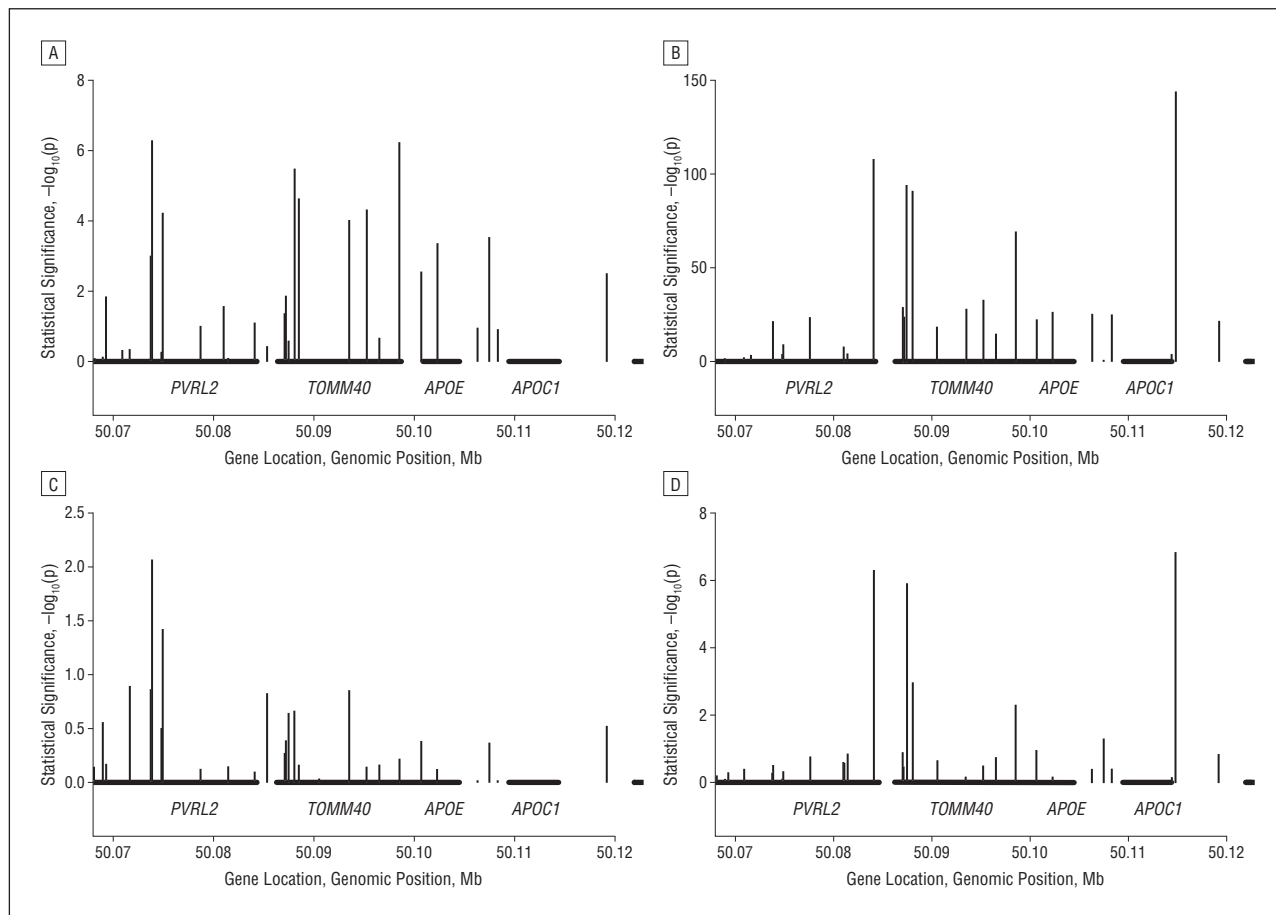 A
Statistical Significance, –log10(p)
8
6
4
2
0
PVRL2 TOMM40 APOE APOC1
50.07 50.08 50.09 50.10 50.11 50.12
Gene Location, Genomic Position, Mb
B
Statistical Significance, –log10(p)
150
100
50
0
PVRL2 TOMM40 APOE APOC1
50.07 50.08 50.09 50.10 50.11 50.12
Gene Location, Genomic Position, Mb
C
Statistical Significance, –log10(p)
2.5
2.0
1.5
1.0
0.5
0.0
PVRL2 TOMM40 APOE APOC1
50.07 50.08 50.09 50.10 50.11 50.12
Gene Location, Genomic Position, Mb
D
Statistical Significance, –log10(p)
8
6
4
2
0
PVRL2 TOMM40 APOE APOC1
50.07 50.08 50.09 50.10 50.11 50.12
Gene Location, Genomic Position, Mb